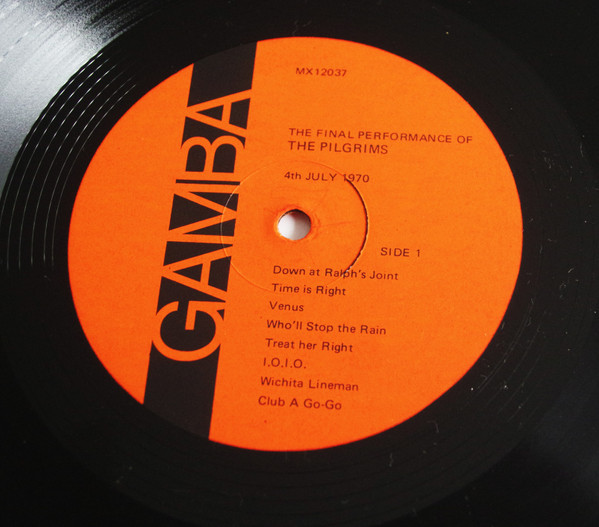 GAMBA
MX12037
THE FINAL PERFORMANCE OF
THE PILGRIMS
4th JULY 1970
SIDE 1
Down at Ralph's Joint
Time is Right
Venus
Who'll Stop the Rain
Treat her Right
I.O.I.O.
Wichita Lineman
Club A Go-Go